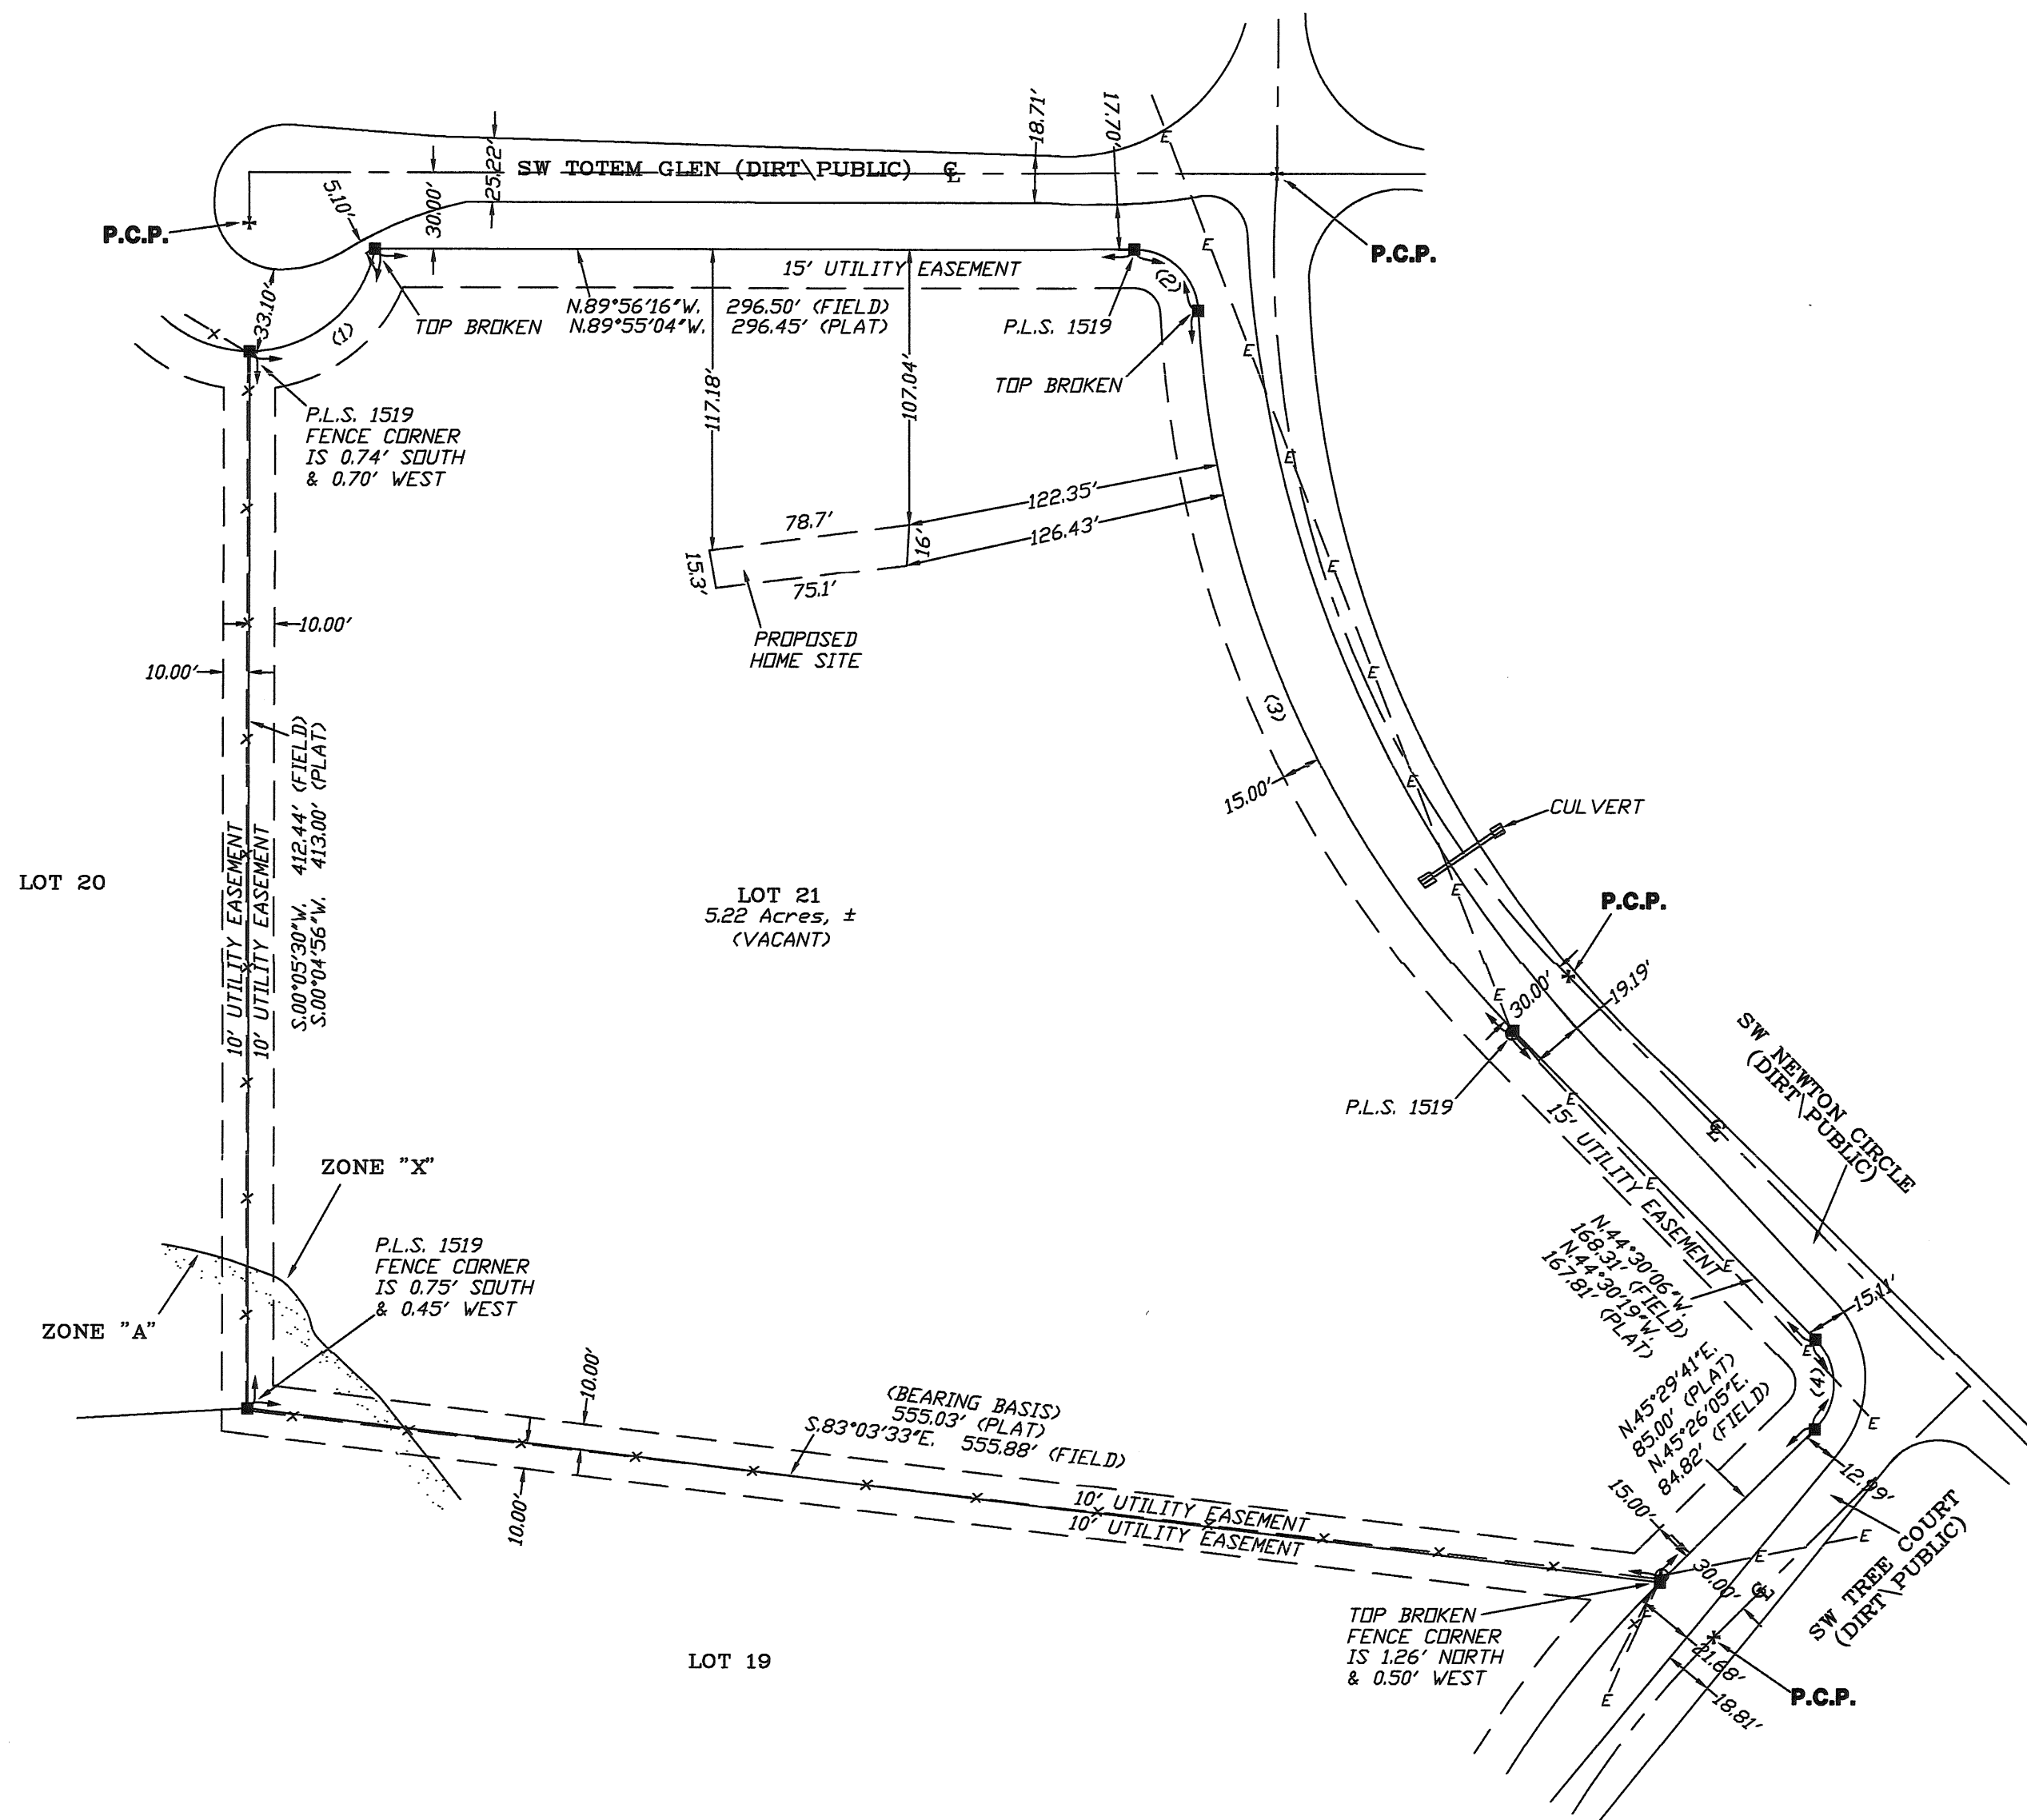 18.71'
17.70'
E
25.22'
SW TOTEM GLEN (DIRT\PUBLIC)
5.10'
30.00'
P.C.P.
P.C.P.
E
15' UTILITY EASEMENT
33.10'
(2)
N.89°56'16"W. 296.50' (FIELD)
N.89°55'04"W. 296.45' (PLAT)
TOP BROKEN
P.L.S. 1519
(1)
E
TOP BROKEN
117.18'
107.04'
P.L.S. 1519
FENCE CORNER
IS 0.74' SOUTH
& 0.70' WEST
E
122.35'
78.7'
126.43'
16'
15.3'
75.1'
E
PROPOSED
HOME SITE
10.00'
10.00'
E
(3)
E
15.00'
CULVERT
S.00°05'30"W. 412.44' (FIELD)
S.00°04'56"W. 413.00' (PLAT)
10' UTILITY EASEMENT
10' UTILITY EASEMENT
LOT 20
LOT 21
5.22 Acres, ±
(VACANT)
E
P.C.P.
E
30.00'
19.19'
P.L.S. 1519
E
15' UTILITY EASEMENT
SW NEWTON CIRCLE
(DIRT\PUBLIC)
E
ZONE "X"
N.44°30'06"W.
168.31' (FIELD)
N.44°30'19"W.
167.81' (PLAT)
E
15.11'
P.L.S. 1519
FENCE CORNER
IS 0.75' SOUTH
& 0.45' WEST
ZONE "A"
E
(4)
E
10.00'
(BEARING BASIS)
555.03' (PLAT)
S.83°03'33"E. 555.88' (FIELD)
N.45°29'41"E.
85.00' (PLAT)
N.45°26'05"E.
84.82' (FIELD)
10.00'
10' UTILITY EASEMENT
10' UTILITY EASEMENT
15.00'
12.99'
E
E
30.00'
SW TREE COURT
(DIRT\PUBLIC)
TOP BROKEN
FENCE CORNER
IS 1.26' NORTH
& 0.50' WEST
E
21.68'
LOT 19
E
P.C.P.
18.81'